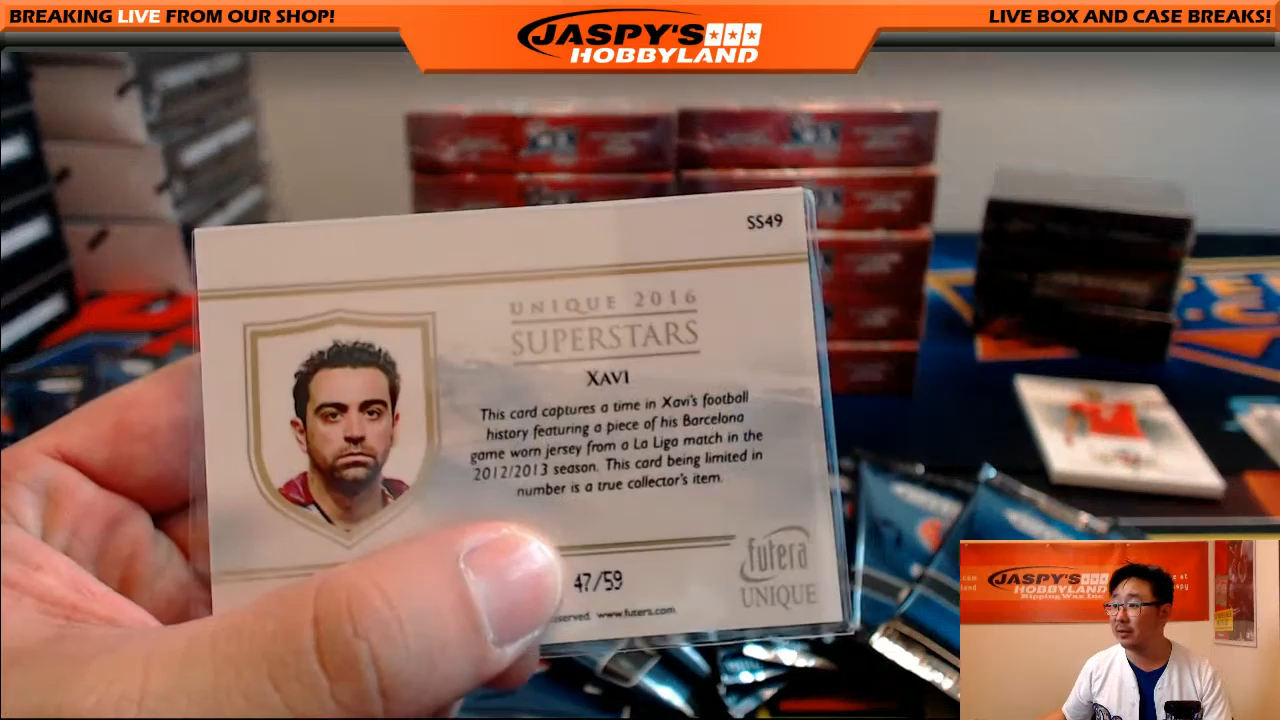 BREAKING LIVE FROM OUR SHOP!
JASPY'S
HOBBYLAND
LIVE BOX AND CASE BREAKS!
SS49
UNIQUE 2016
SUPERSTARS
XAVI
This card captures a time in Xavi's football
history featuring a piece of his Barcelona
game worn jersey from a La Liga match in the
2012/2013 season. This card being limited in
number is a true collector's item.
47/59
futera
UNIQUE
www.futera.com
JASPY'S
HOBBYLAND
Ripping Wax Inc.